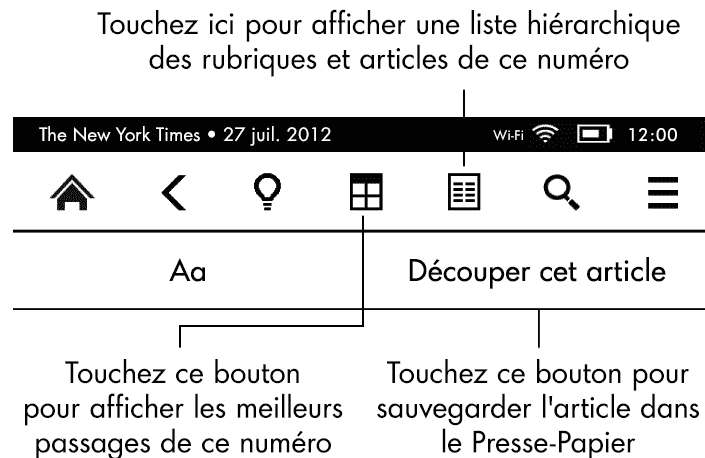 Touchez ici pour afficher une liste hiérarchique
des rubriques et articles de ce numéro
The New York Times • 27 juil. 2012 Wi-Fi 12:00
Aa Découper cet article
Touchez ce bouton
pour afficher les meilleurs
passages de ce numéro
Touchez ce bouton pour
sauvegarder l'article dans
le Presse-Papier